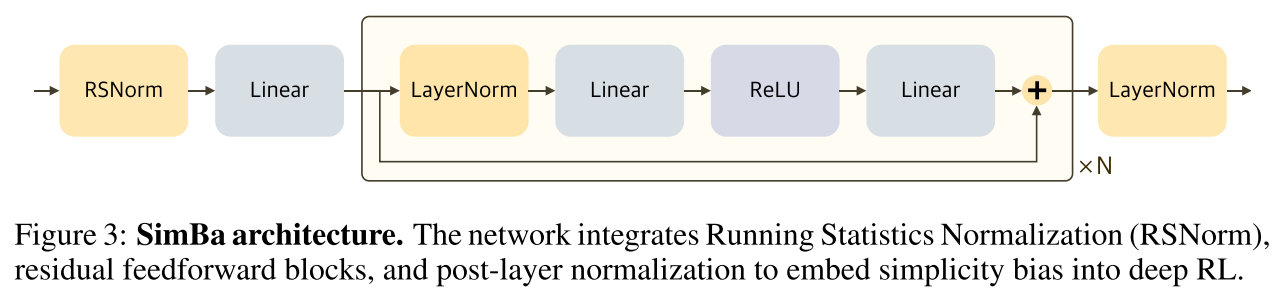 RSNorm
Linear
LayerNorm
Linear
ReLU
Linear
+
LayerNorm
×N
Figure 3: SimBa architecture. The network integrates Running Statistics Normalization (RSNorm),
residual feedforward blocks, and post-layer normalization to embed simplicity bias into deep RL.